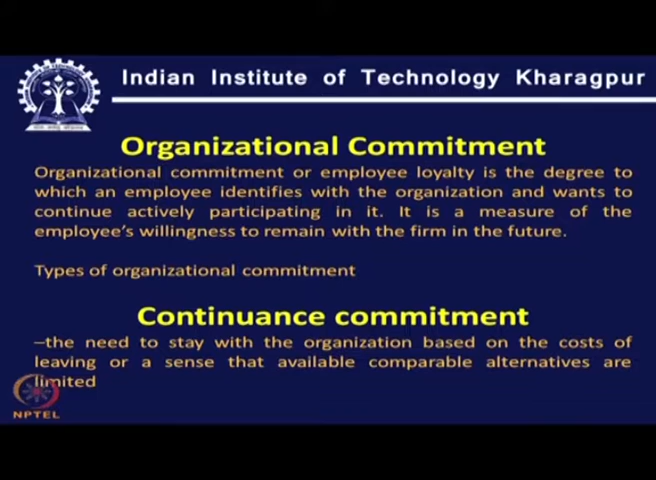 Indian Institute of Technology Kharagpur
Organizational Commitment
Organizational commitment or employee loyalty is the degree to
which an employee identifies with the organization and wants to
continue actively participating in it. It is a measure of the
employee's willingness to remain with the firm in the future.
Types of organizational commitment
Continuance commitment
–the need to stay with the organization based on the costs of
leaving or a sense that available comparable alternatives are
limited
NPTEL